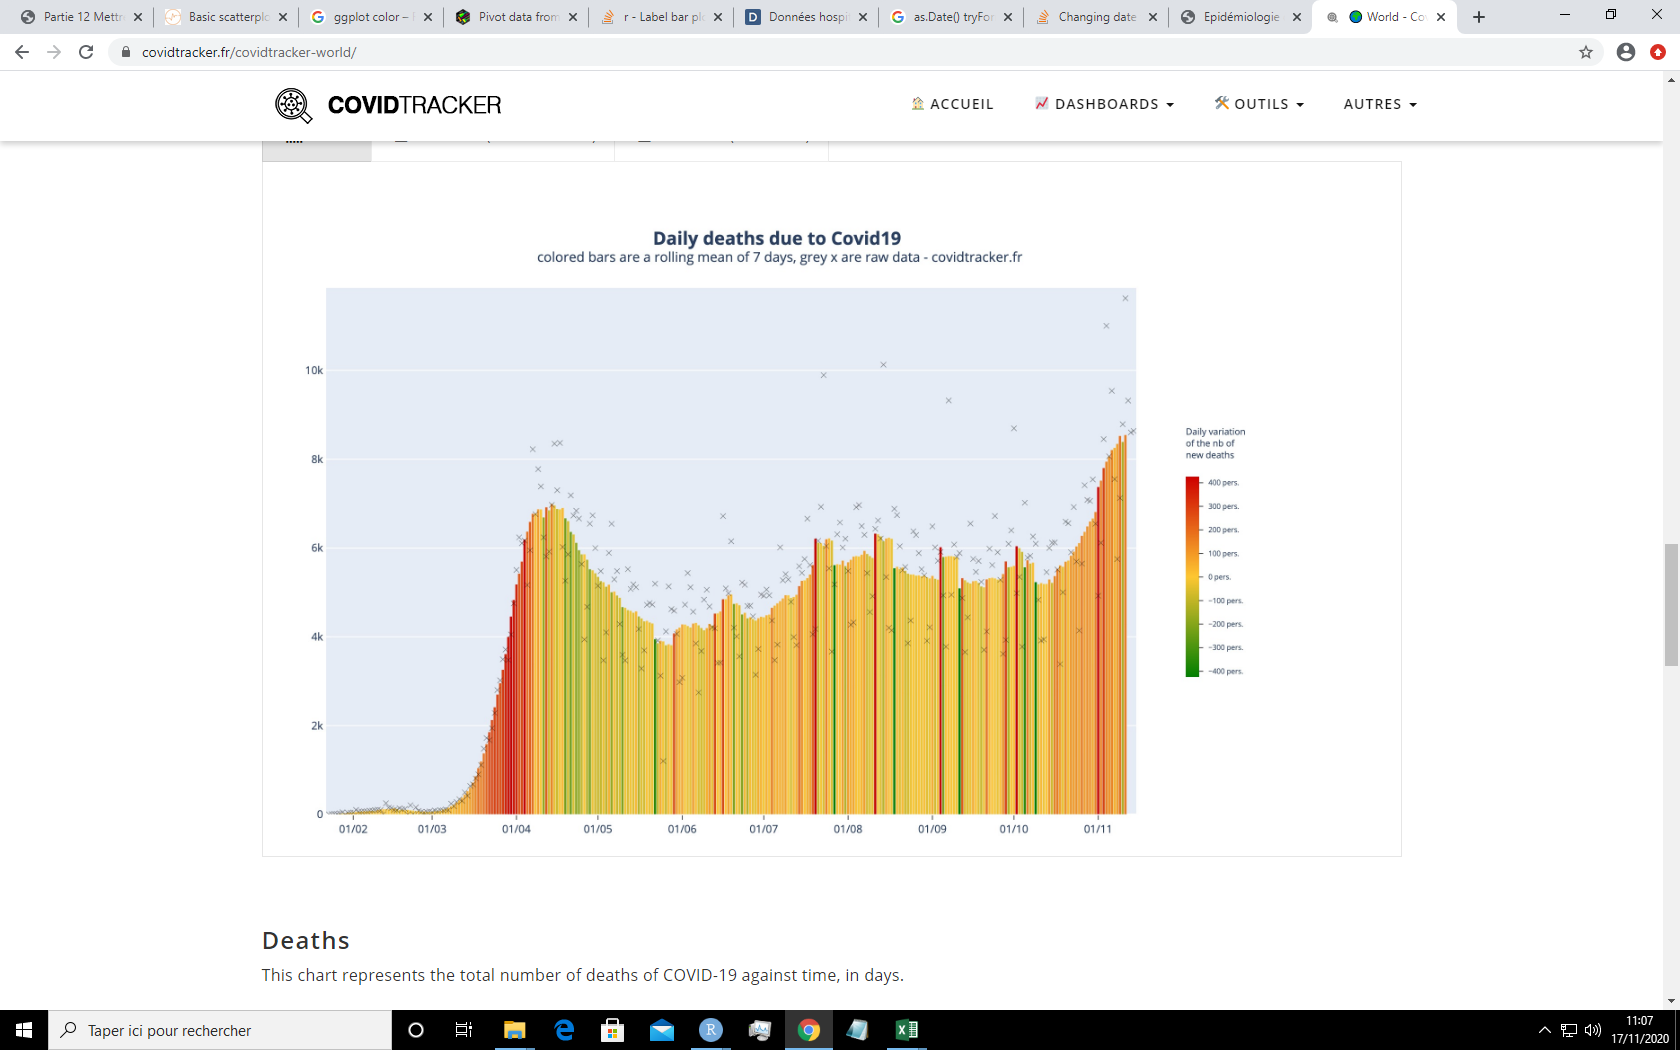 Partie 12 Mettr
Basic scatterplo
ggplot color –
Pivot data from
r - Label bar plo
Données hospi
as.Date() tryFor
Changing date
Epidémiologie
World - Co
covidtracker.fr/covidtracker-world/
COVIDTRACKER
ACCUEIL
DASHBOARDS
OUTILS
AUTRES
Daily deaths due to Covid19
colored bars are a rolling mean of 7 days, grey x are raw data - covidtracker.fr
10k
8k
6k
4k
2k
0
01/02 01/03 01/04 01/05 01/06 01/07 01/08 01/09 01/10 01/11
Daily variation
of the nb of
new deaths
400 pers.
300 pers.
200 pers.
100 pers.
0 pers.
−100 pers.
−200 pers.
−300 pers.
−400 pers.
Deaths
This chart represents the total number of deaths of COVID-19 against time, in days.
Taper ici pour rechercher
11:07
17/11/2020